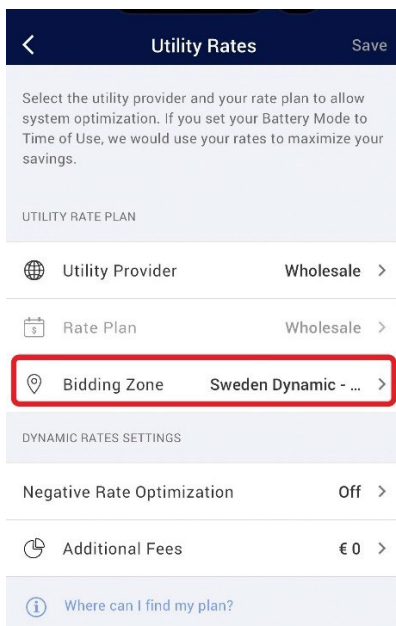 Utility Rates
Save
Select the utility provider and your rate plan to allow
system optimization. If you set your Battery Mode to
Time of Use, we would use your rates to maximize your
savings.
UTILITY RATE PLAN
Utility Provider Wholesale
$ Rate Plan Wholesale
Bidding Zone Sweden Dynamic - ...
DYNAMIC RATES SETTINGS
Negative Rate Optimization Off
Additional Fees € 0
i Where can I find my plan?